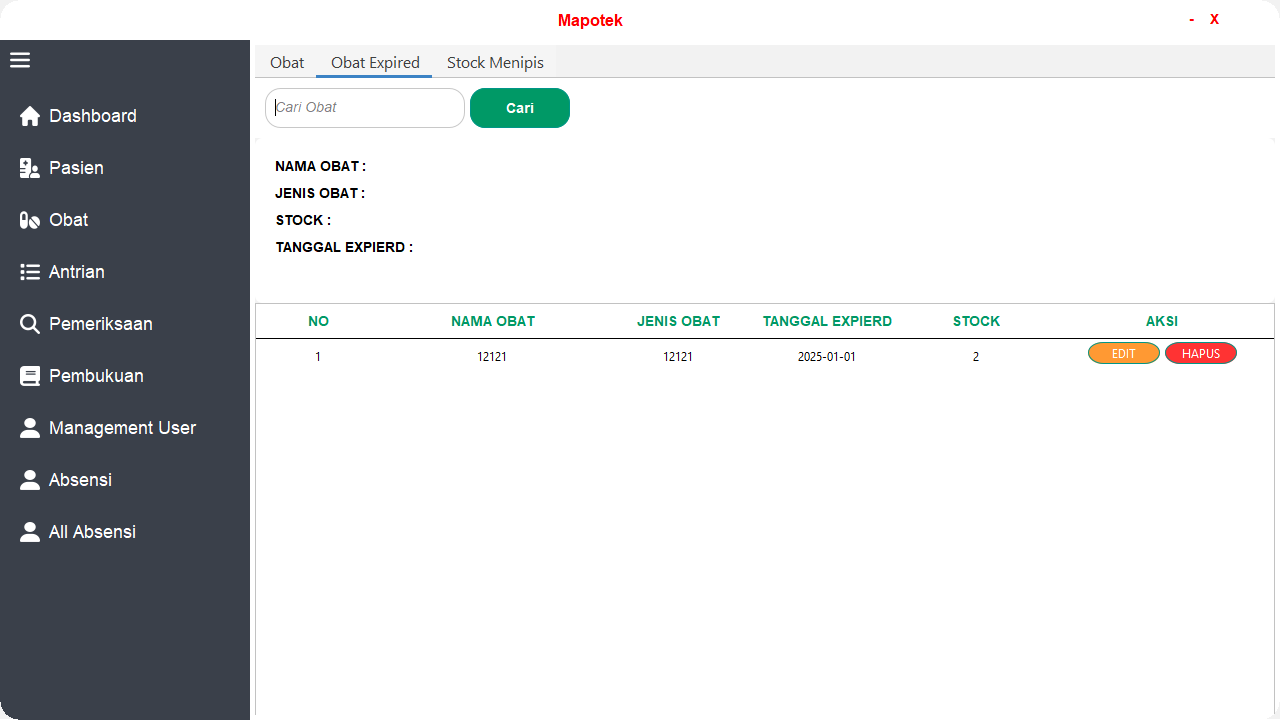 Mapotek
- X
Obat Obat Expired Stock Menipis
Cari Obat Cari
Dashboard
Pasien
Obat
Antrian
Pemeriksaan
Pembukuan
Management User
Absensi
All Absensi
NAMA OBAT :
JENIS OBAT :
STOCK :
TANGGAL EXPIERD :
NO NAMA OBAT JENIS OBAT TANGGAL EXPIERD STOCK AKSI
1 12121 12121 2025-01-01 2 EDIT HAPUS